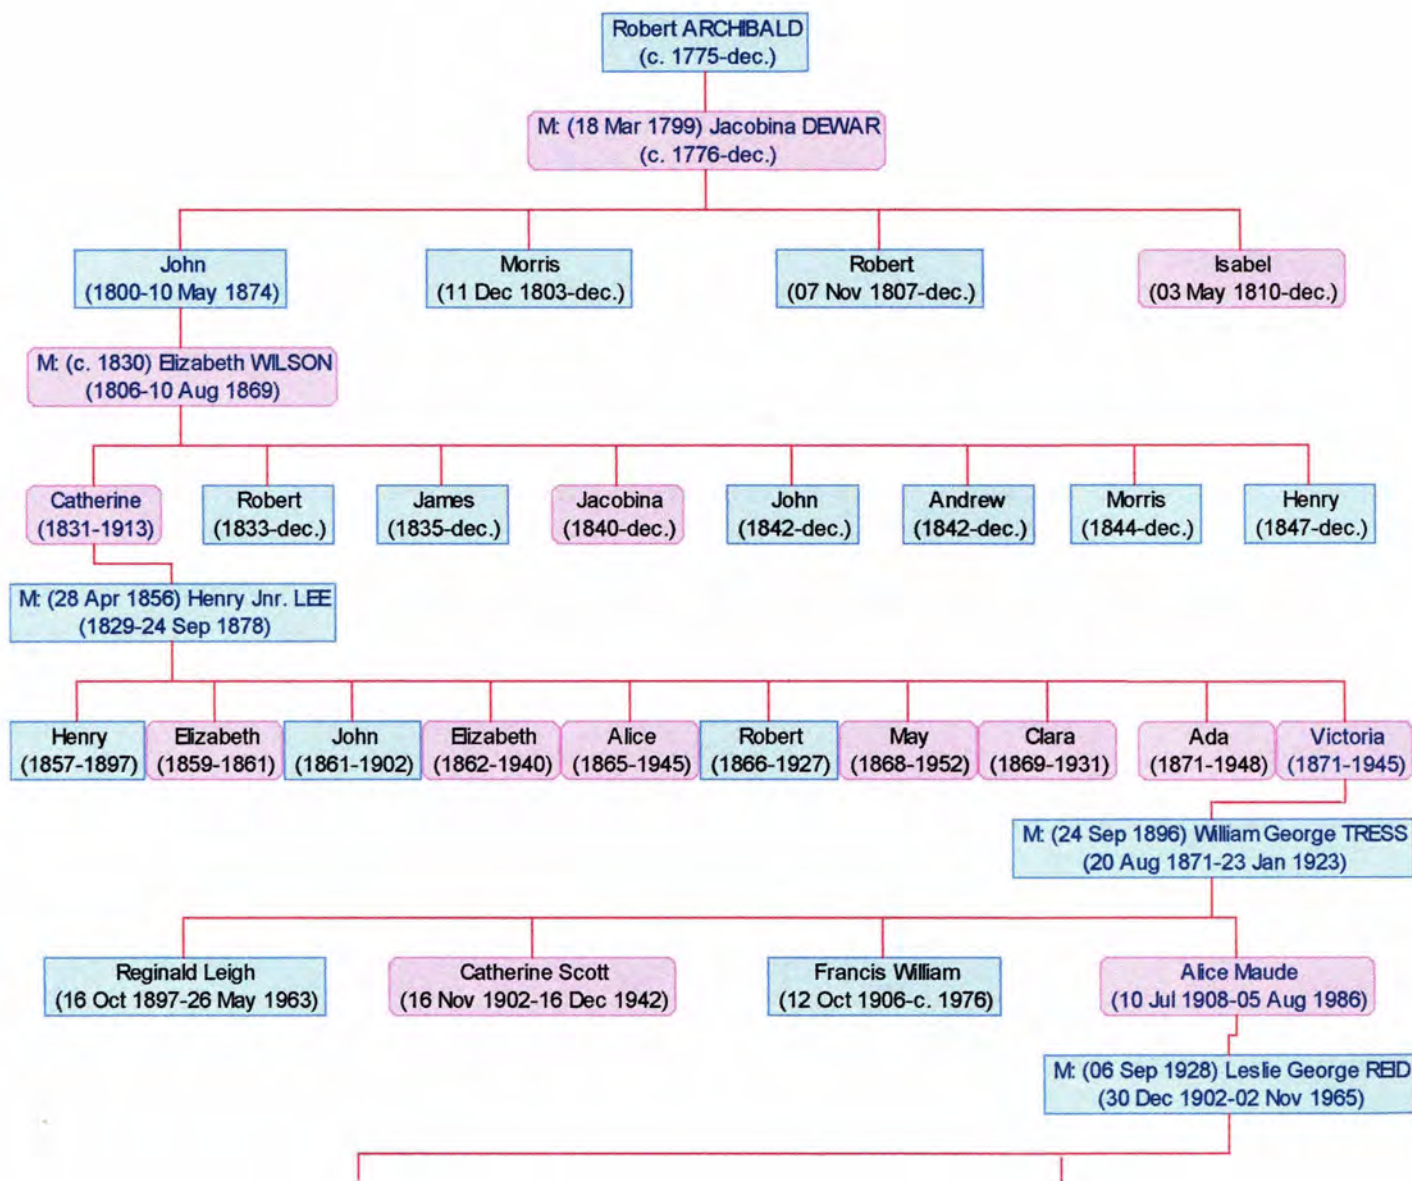 Robert ARCHIBALD
(c. 1775-dec.)
M: (18 Mar 1799) Jacobina DEWAR
(c. 1776-dec.)
John
(1800-10 May 1874)
Morris
(11 Dec 1803-dec.)
Robert
(07 Nov 1807-dec.)
Isabel
(03 May 1810-dec.)
M: (c. 1830) Elizabeth WILSON
(1806-10 Aug 1869)
Catherine
(1831-1913)
Robert
(1833-dec.)
James
(1835-dec.)
Jacobina
(1840-dec.)
John
(1842-dec.)
Andrew
(1842-dec.)
Morris
(1844-dec.)
Henry
(1847-dec.)
M: (28 Apr 1856) Henry Jnr. LEE
(1829-24 Sep 1878)
Henry
(1857-1897)
Elizabeth
(1859-1861)
John
(1861-1902)
Elizabeth
(1862-1940)
Alice
(1865-1945)
Robert
(1866-1927)
May
(1868-1952)
Clara
(1869-1931)
Ada
(1871-1948)
Victoria
(1871-1945)
M: (24 Sep 1896) William George TRESS
(20 Aug 1871-23 Jan 1923)
Reginald Leigh
(16 Oct 1897-26 May 1963)
Catherine Scott
(16 Nov 1902-16 Dec 1942)
Francis William
(12 Oct 1906-c. 1976)
Alice Maude
(10 Jul 1908-05 Aug 1986)
M: (06 Sep 1928) Leslie George REID
(30 Dec 1902-02 Nov 1965)